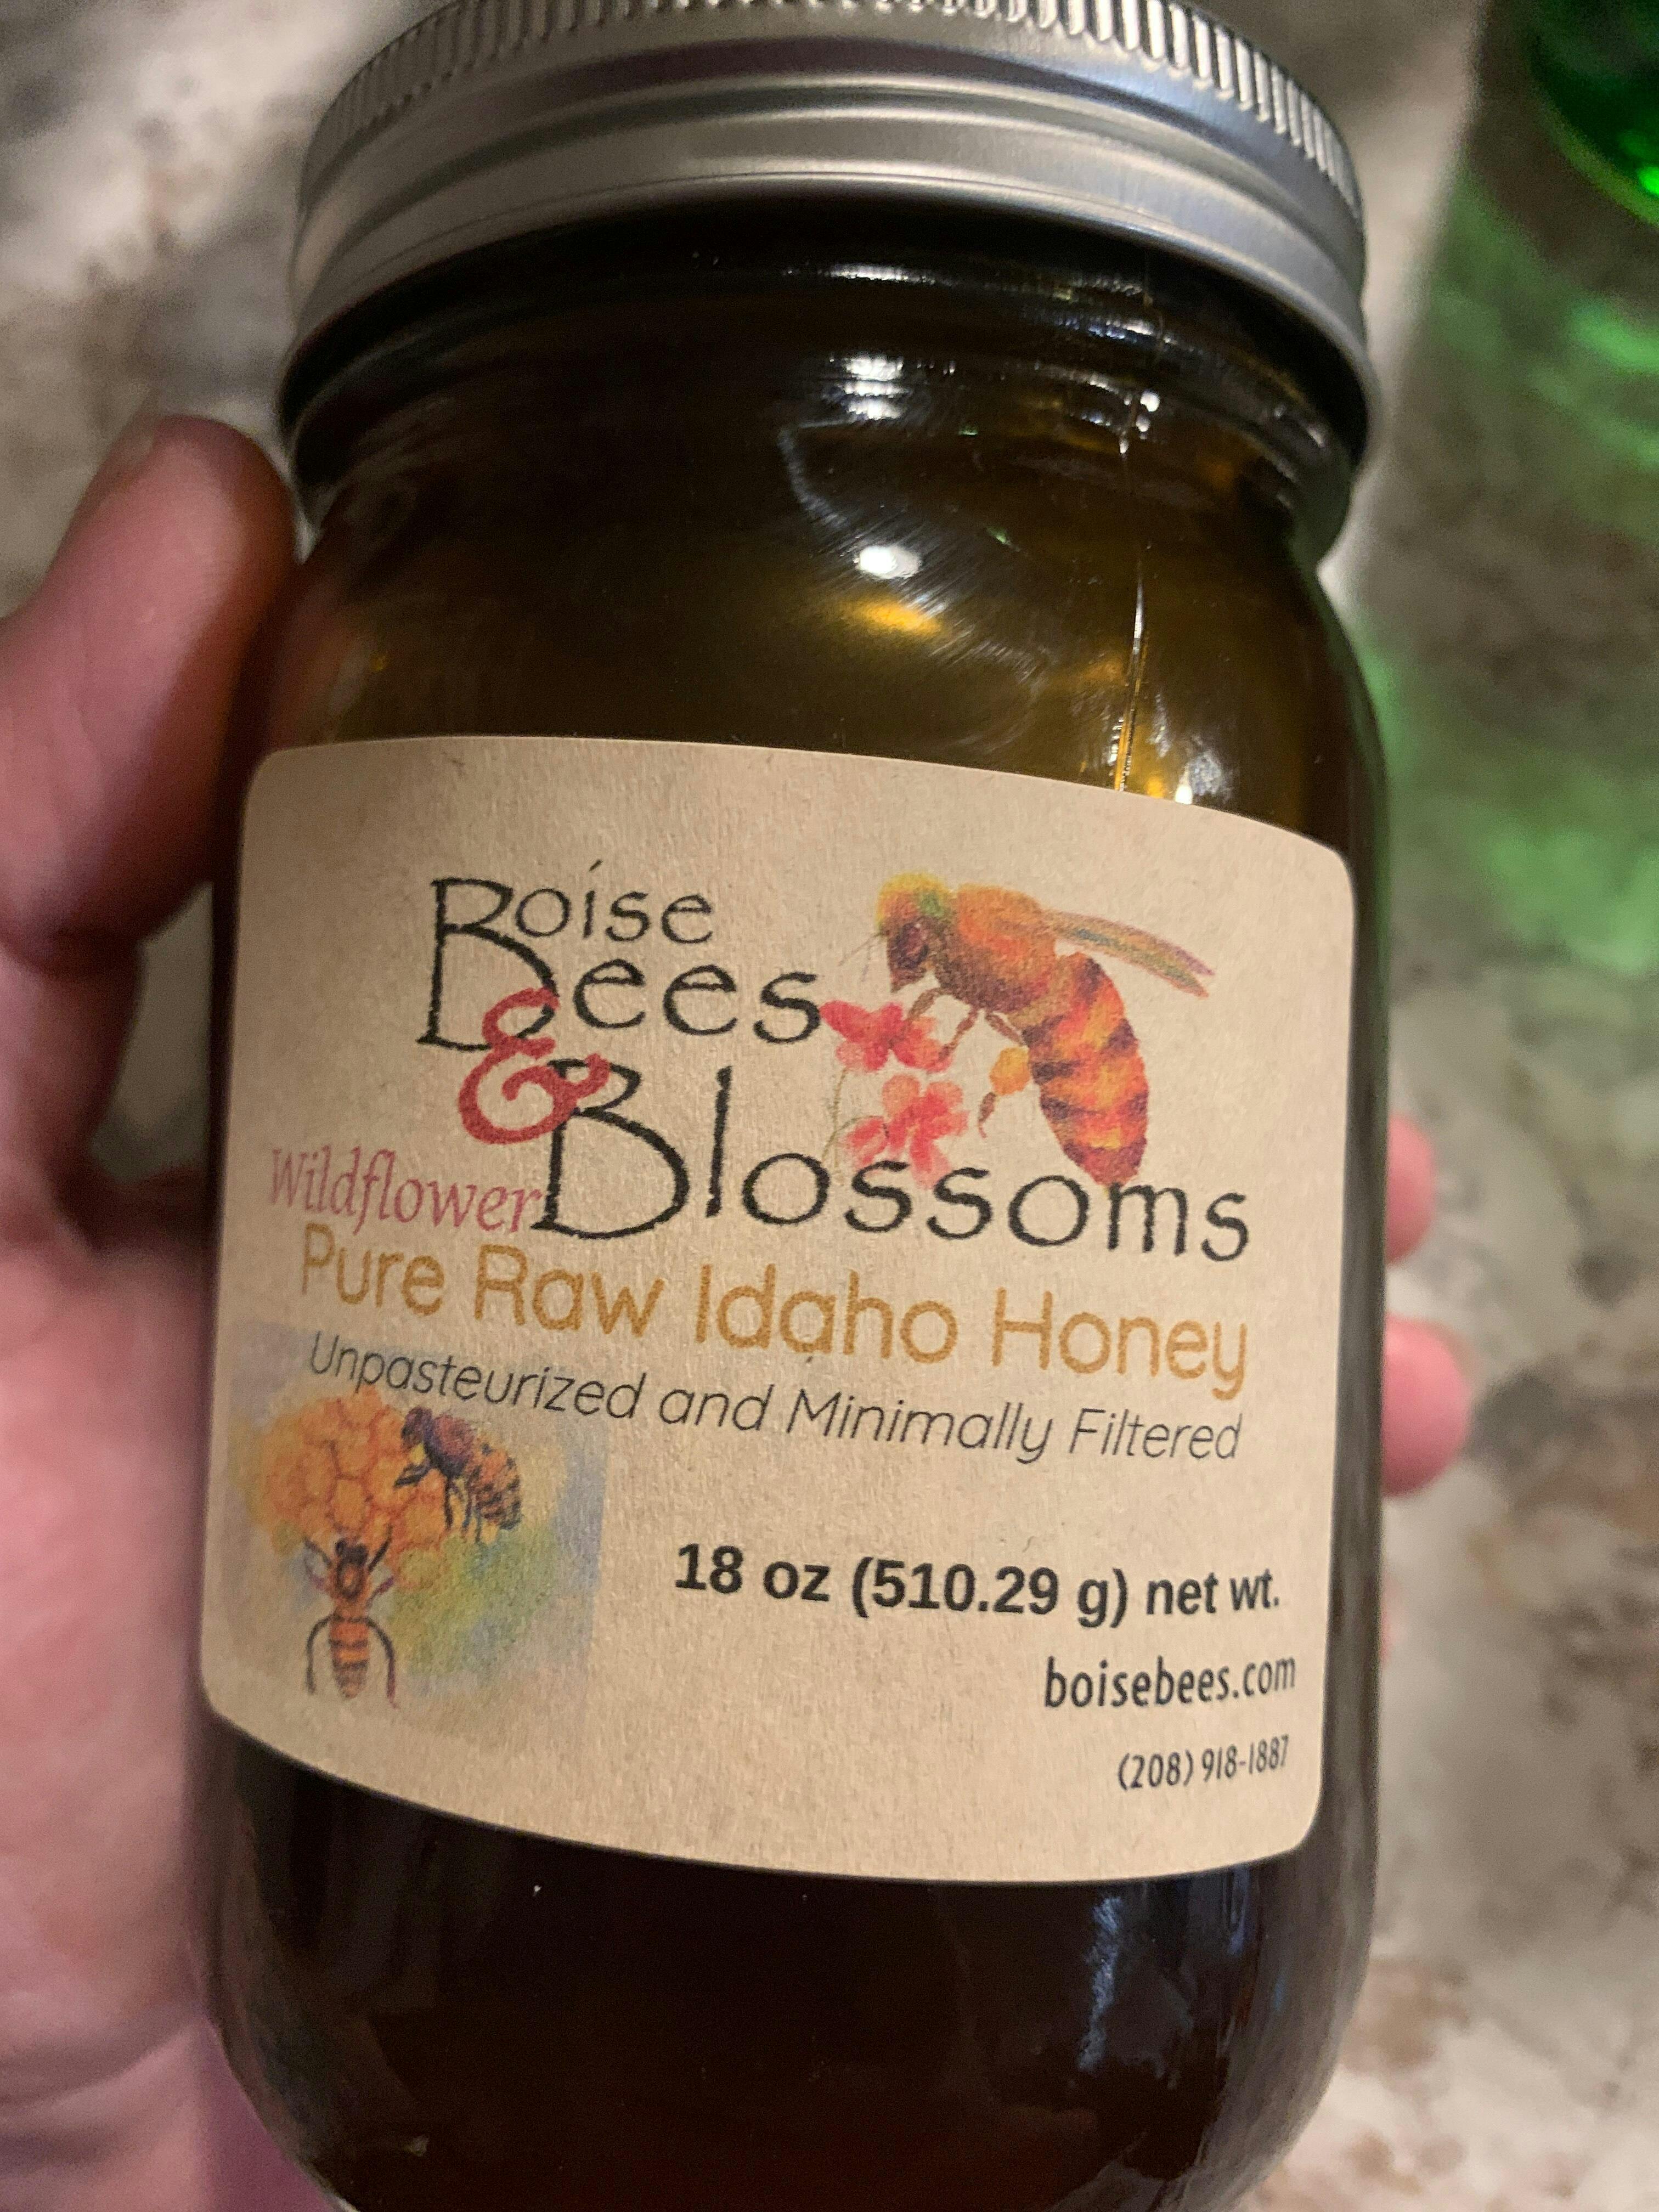 Boise
Bees
&
Blossoms
Wildflower
Pure Raw Idaho Honey
Unpasteurized and Minimally Filtered
18 oz (510.29 g) net wt.
boisebees.com
(208) 918-1887